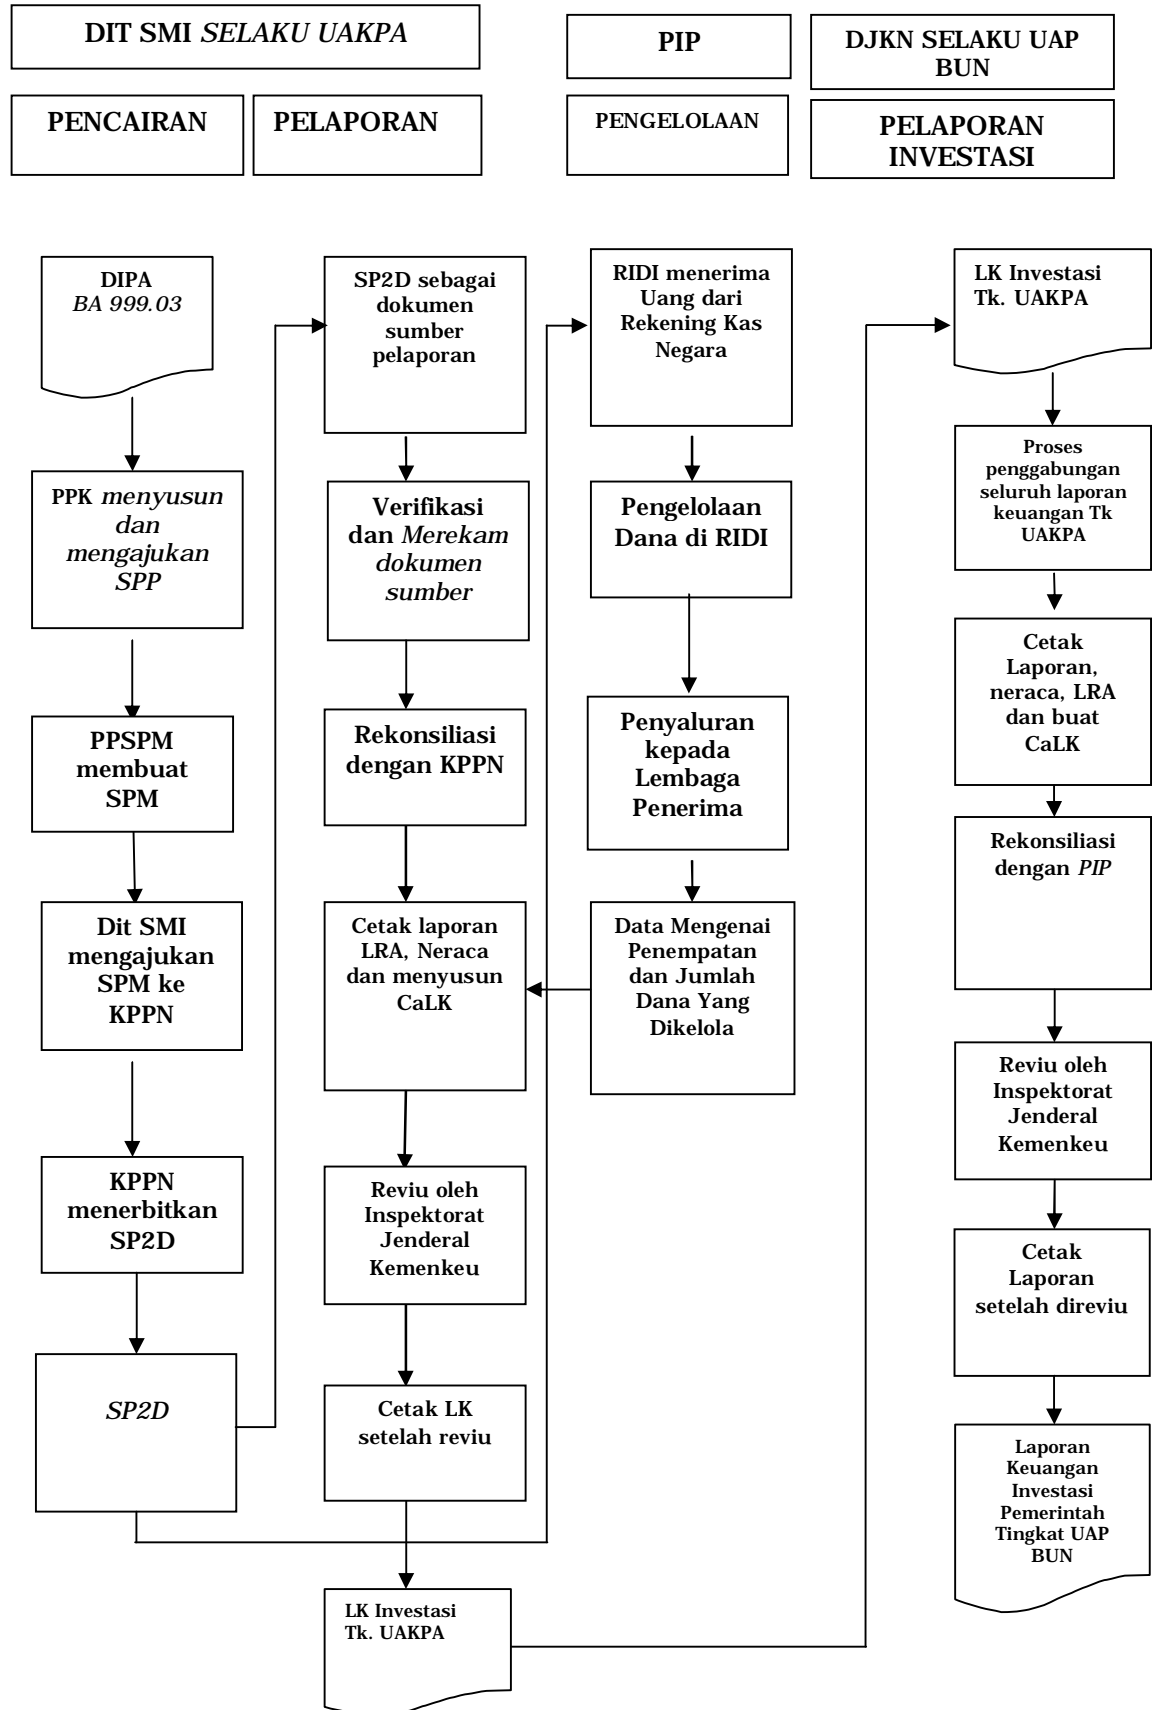 DIT SMI SELAKU UAKPA
PIP
DJKN SELAKU UAP
BUN
PENCAIRAN
PELAPORAN
PENGELOLAAN
PELAPORAN
INVESTASI
DIPA
BA 999.03
PPK menyusun
dan
mengajukan
SPP
PPSPM
membuat
SPM
Dit SMI
mengajukan
SPM ke
KPPN
KPPN
menerbitkan
SP2D
SP2D
SP2D sebagai
dokumen
sumber
pelaporan
Verifikasi
dan Merekam
dokumen
sumber
Rekonsiliasi
dengan KPPN
Cetak laporan
LRA, Neraca
dan menyusun
CaLK
Reviu oleh
Inspektorat
Jenderal
Kemenkeu
Cetak LK
setelah reviu
LK Investasi
Tk. UAKPA
RIDI menerima
Uang dari
Rekening Kas
Negara
Pengelolaan
Dana di RIDI
Penyaluran
kepada
Lembaga
Penerima
Data Mengenai
Penempatan
dan Jumlah
Dana Yang
Dikelola
LK Investasi
Tk. UAKPA
Proses
penggabungan
seluruh laporan
keuangan Tk
UAKPA
Cetak
Laporan,
neraca, LRA
dan buat
CaLK
Rekonsiliasi
dengan PIP
Reviu oleh
Inspektorat
Jenderal
Kemenkeu
Cetak
Laporan
setelah direviu
Laporan
Keuangan
Investasi
Pemerintah
Tingkat UAP
BUN